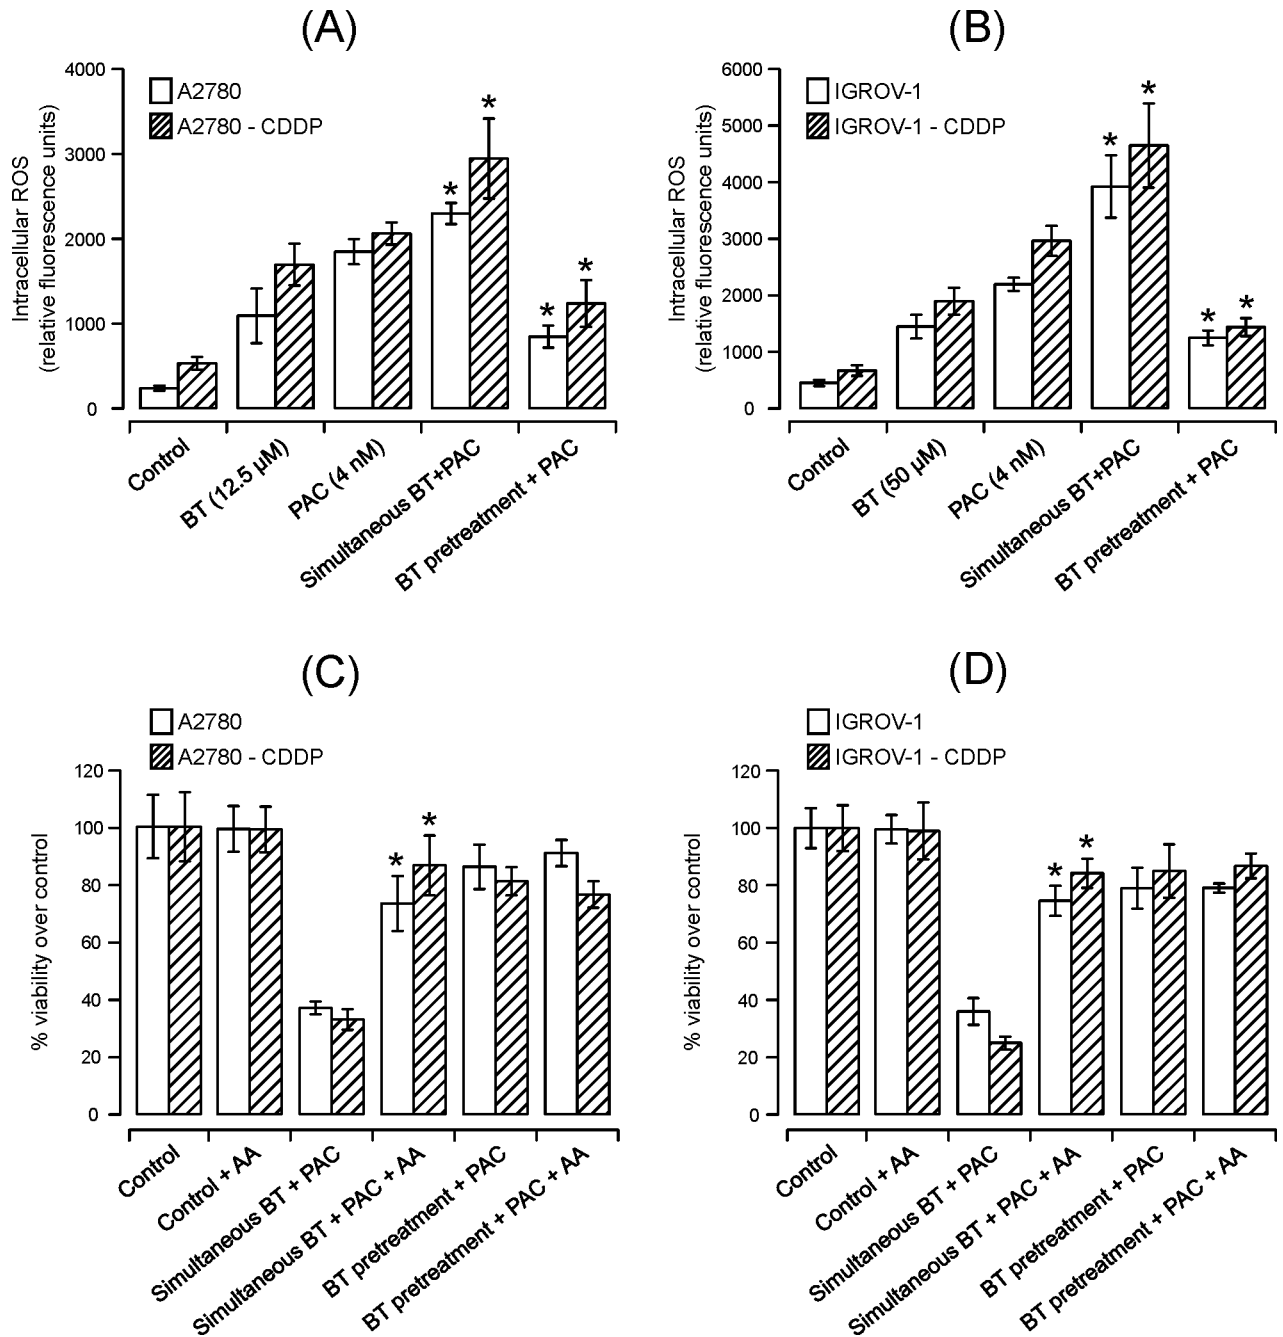 (A)
A2780
A2780 - CDDP
Intracellular ROS
(relative fluorescence units)
4000
3000
2000
1000
0
*
*
*
*
Control
BT (12.5 µM)
PAC (4 nM)
Simultaneous BT+PAC
BT pretreatment + PAC
(B)
IGROV-1
IGROV-1 - CDDP
Intracellular ROS
(relative fluorescence units)
6000
5000
4000
3000
2000
1000
0
*
*
*
*
Control
BT (50 µM)
PAC (4 nM)
Simultaneous BT+PAC
BT pretreatment + PAC
(C)
A2780
A2780 - CDDP
% viability over control
120
100
80
60
40
20
0
*
*
Control
Control + AA
Simultaneous BT + PAC
Simultaneous BT + PAC + AA
BT pretreatment + PAC
BT pretreatment + PAC + AA
(D)
IGROV-1
IGROV-1 - CDDP
% viability over control
120
100
80
60
40
20
0
*
*
Control
Control + AA
Simultaneous BT + PAC
Simultaneous BT + PAC + AA
BT pretreatment + PAC
BT pretreatment + PAC + AA